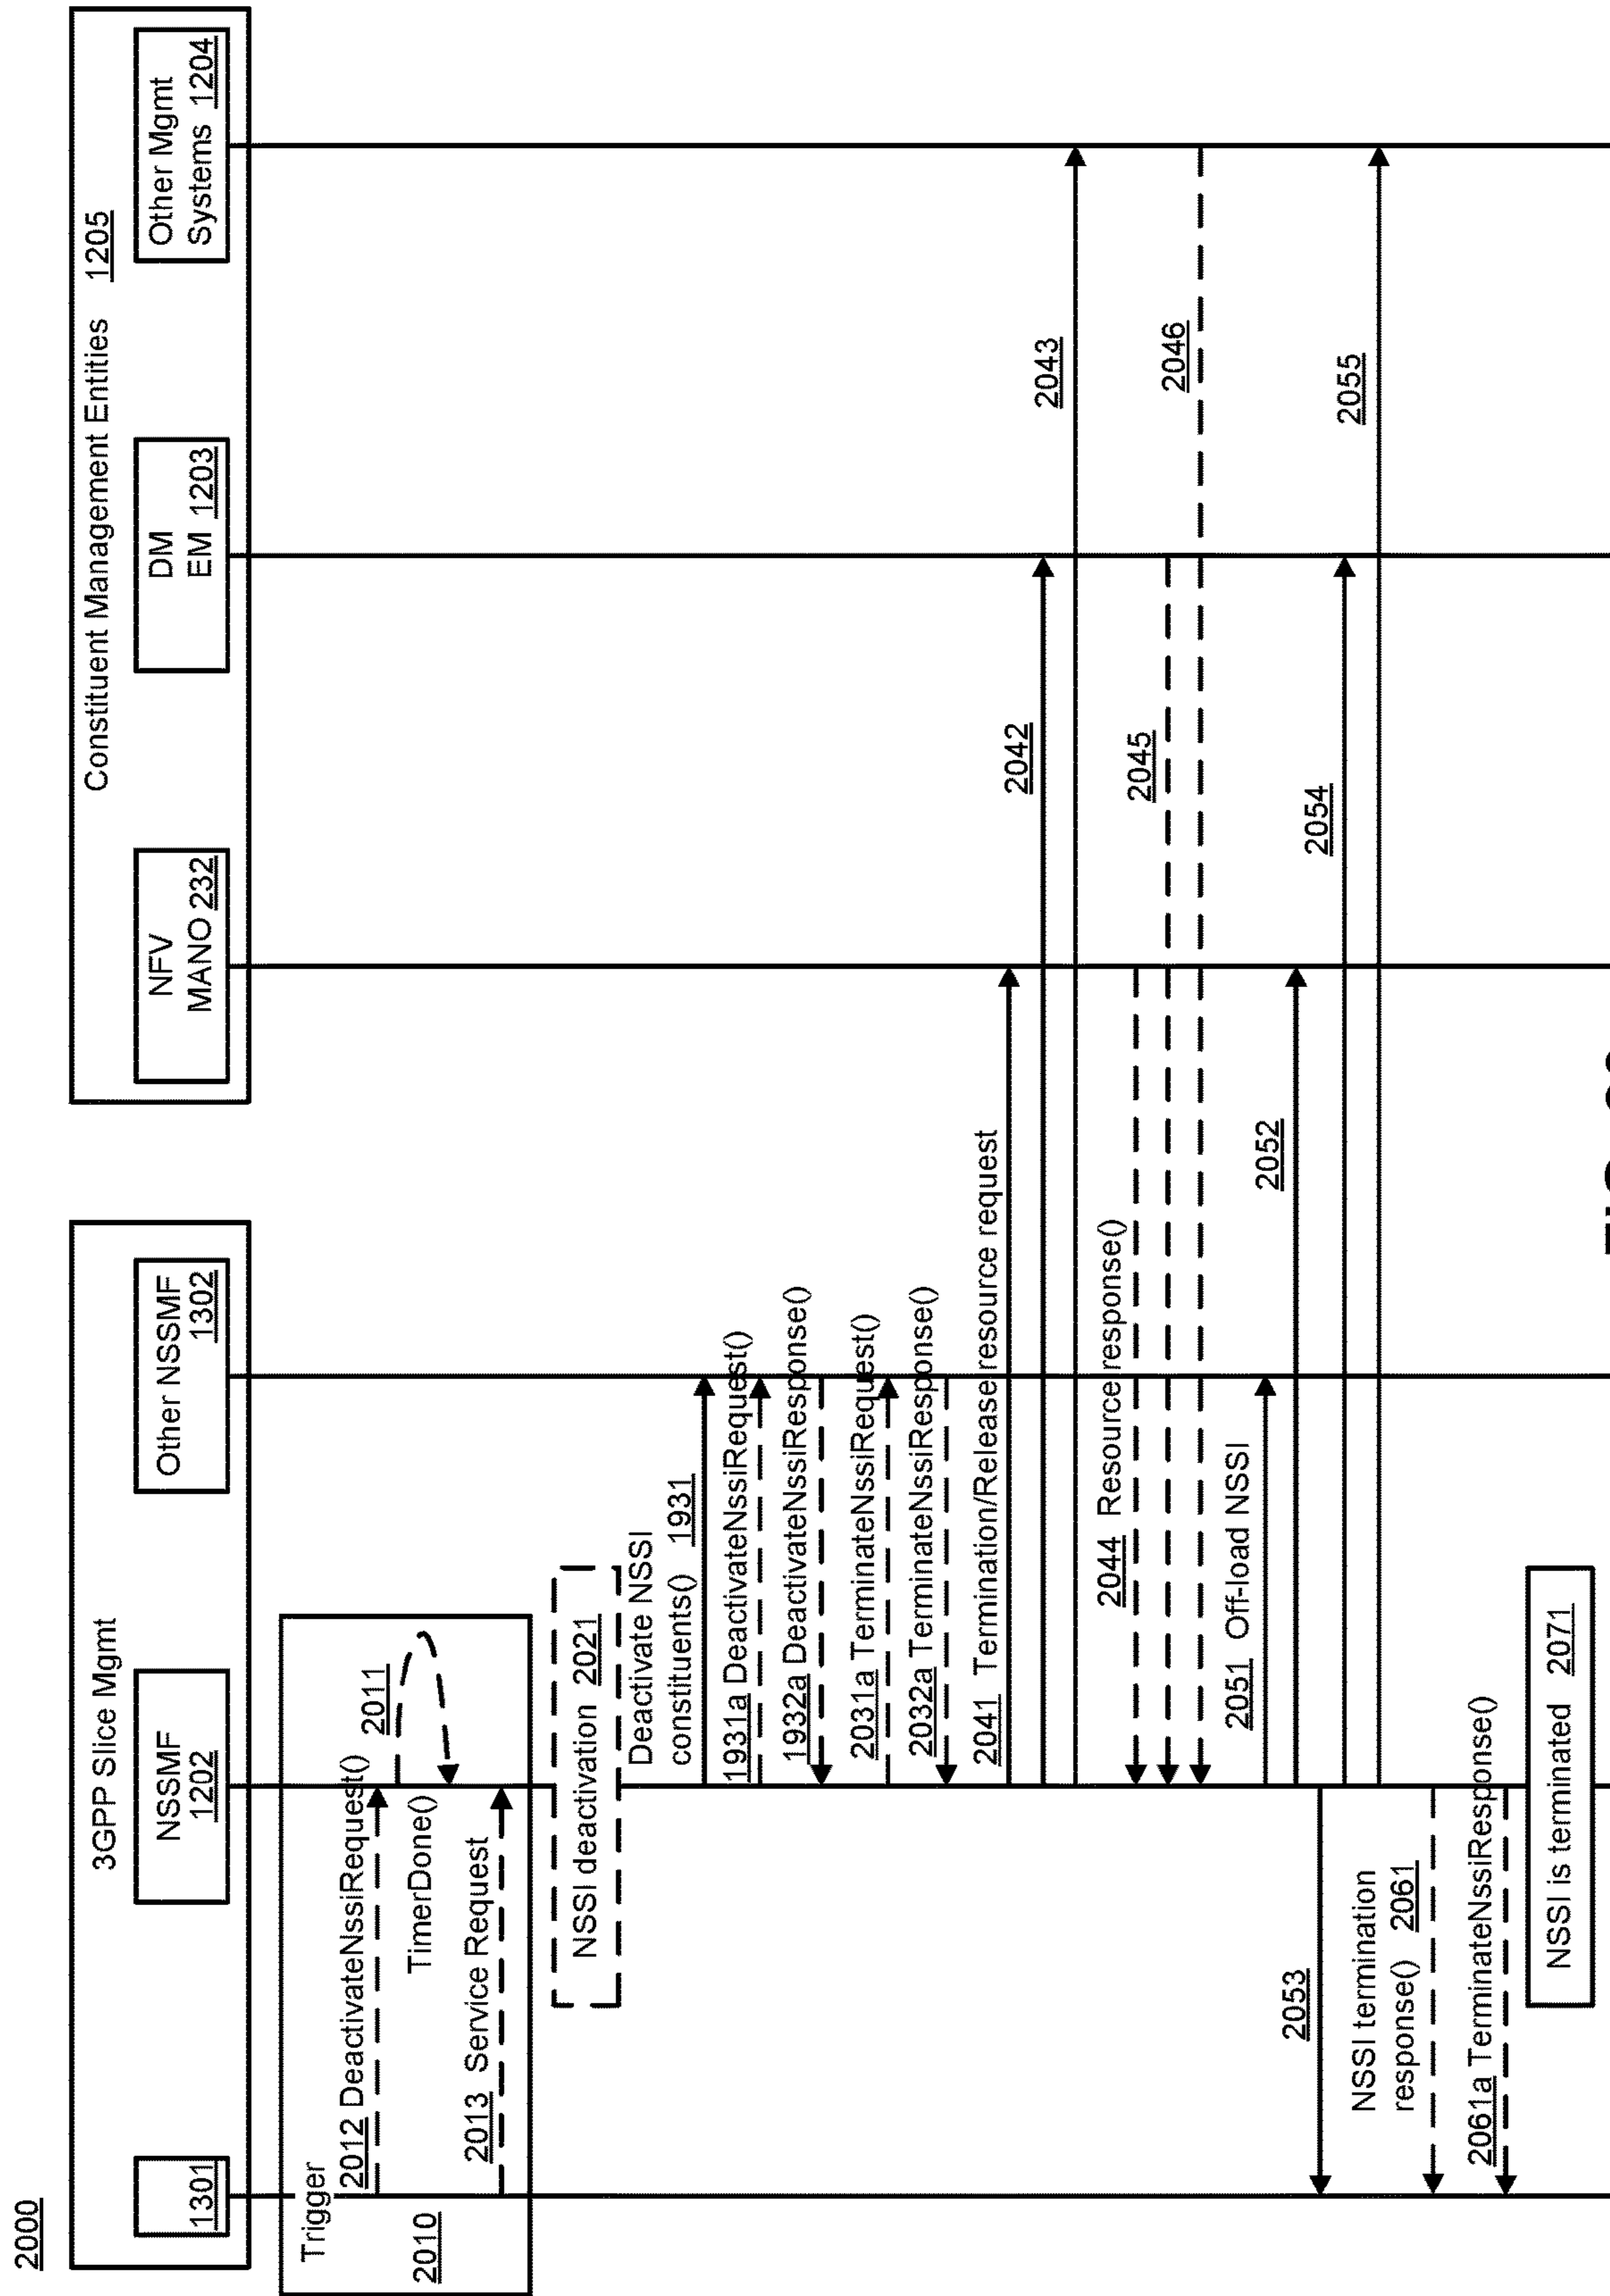 2000
3GPP Slice Mgmt
1301
NSSMF
1202
Other NSSMF
1302
Constituent Management Entities 1205
NFV
MANO 232
DM
EM 1203
Other Mgmt
Systems 1204
Trigger
2010
2012 DeactivateNssiRequest()
2011
TimerDone()
2013 Service Request
NSSI deactivation 2021
Deactivate NSSI
constituents() 1931
1931a DeactivateNssiRequest()
1932a DeactivateNssiResponse()
2031a TerminateNssiRequest()
2032a TerminateNssiResponse()
2041 Termination/Release resource request
2042
2043
2044 Resource response()
2045
2046
2051 Off-load NSSI
2052
2053
2054
2055
NSSI termination
response() 2061
2061a TerminateNssiResponse()
NSSI is terminated 2071